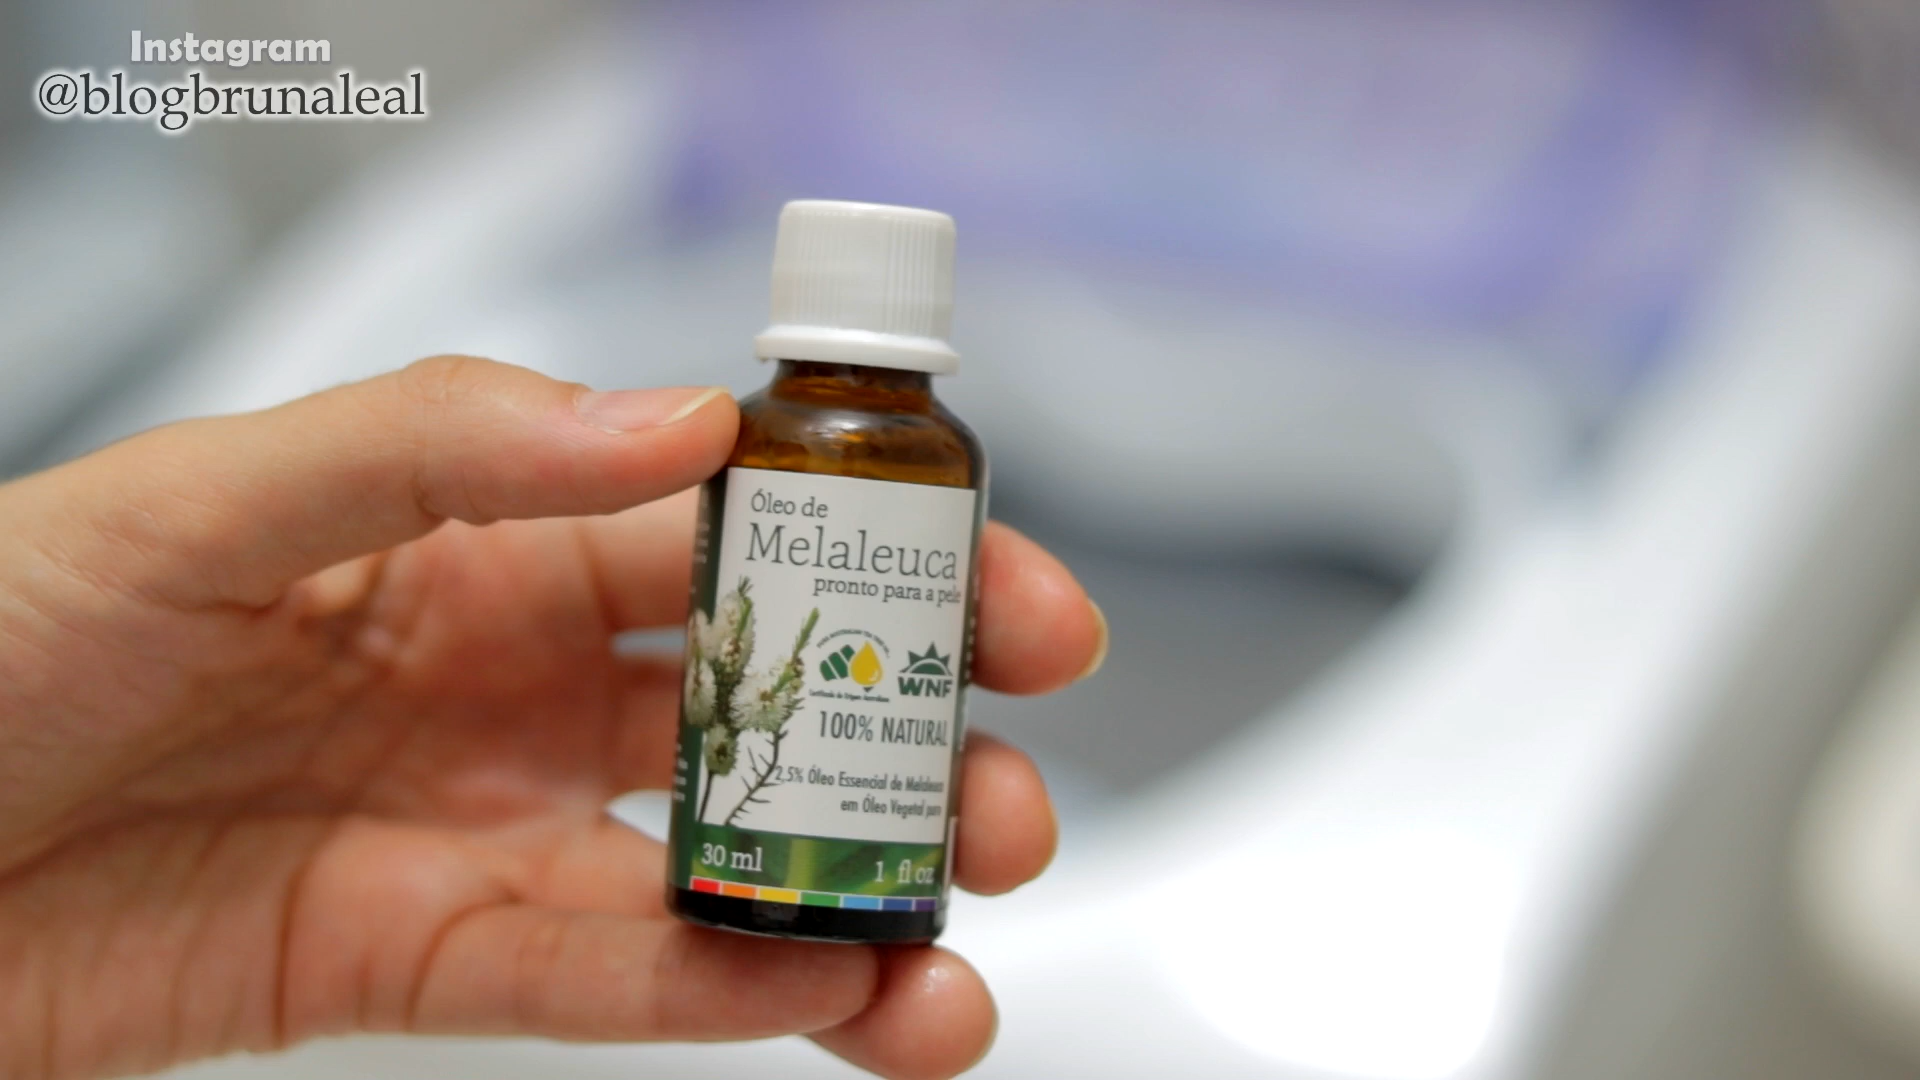 Instagram
@blogbrunaleal
Óleo de
Melaleuca
pronto para a pele
WNF
100% NATURAL
2,5% Óleo Essencial de Melaleuca
em Óleo Vegetal puro
30 ml 1 fl oz